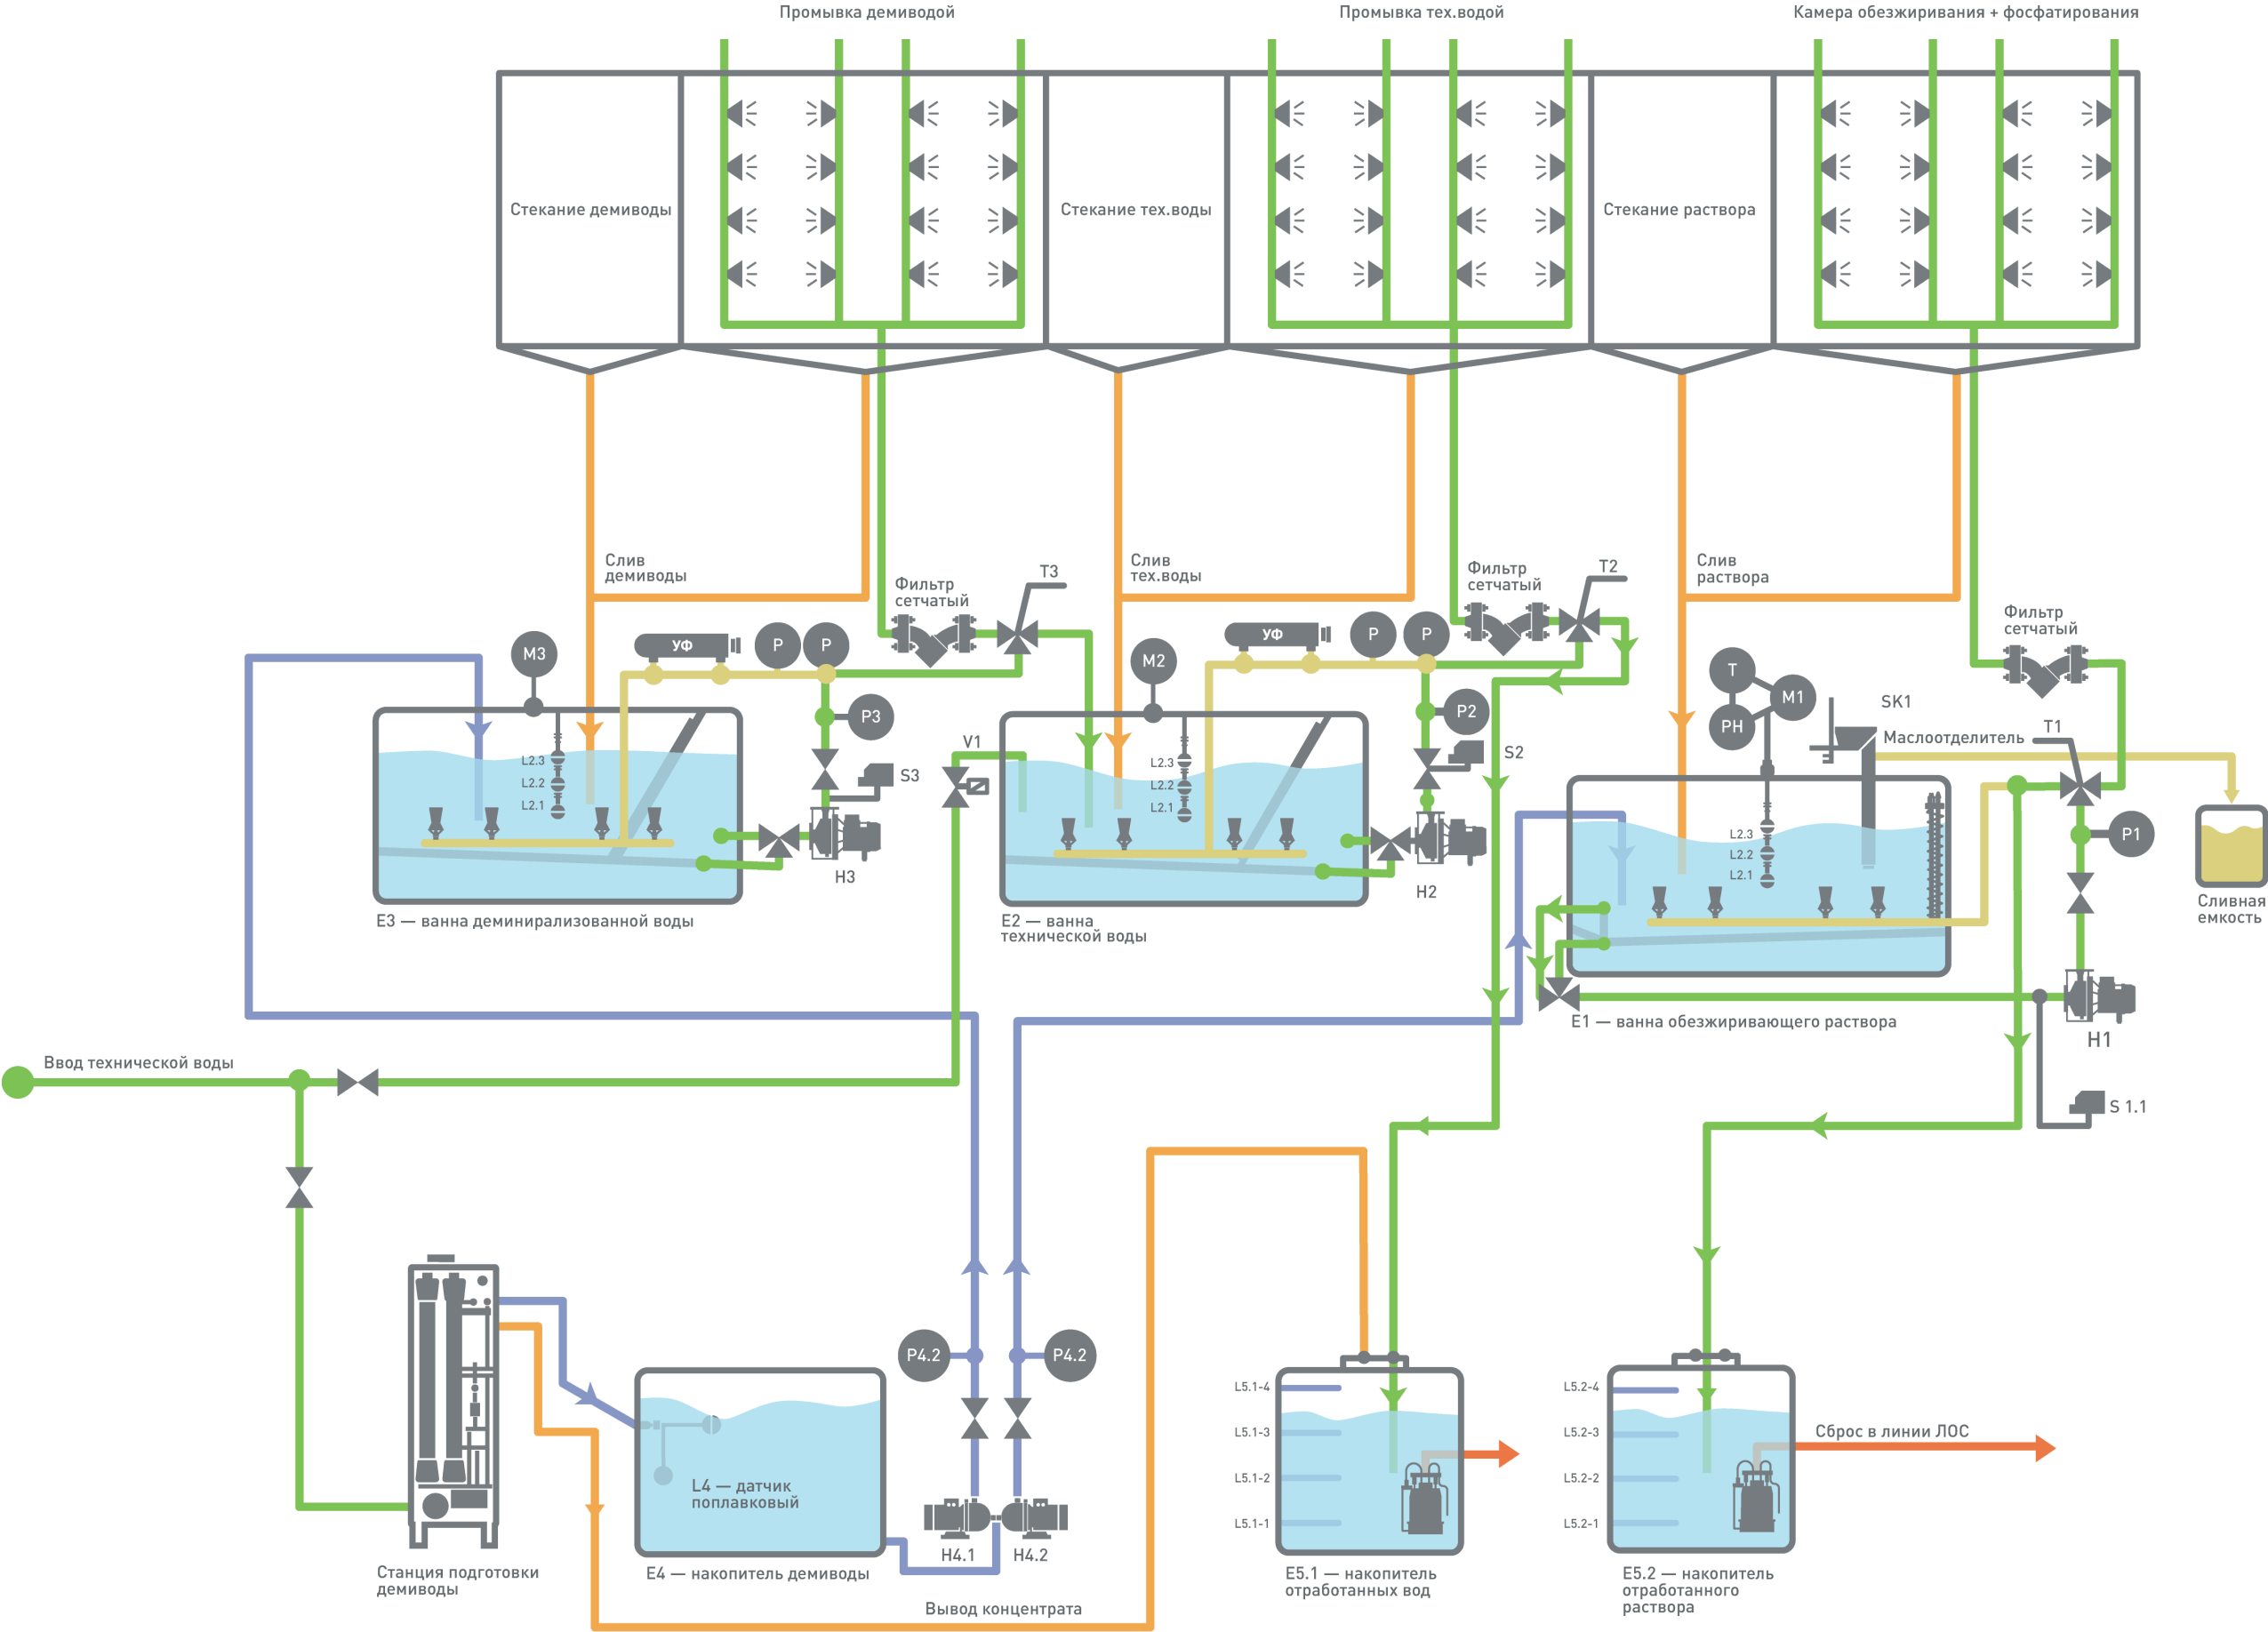 Промывка демиводой
Промывка тех.водой
Камера обезжиривания + фосфатирования
Стекание демиводы
Стекание тех.воды
Стекание раствора
Слив
демиводы
Фильтр
сетчатый
T3
Слив
тех.воды
Фильтр
сетчатый
T2
Слив
раствора
Фильтр
сетчатый
M3
УФ
P
P
P3
S3
L2.3
L2.2
L2.1
H3
E3 — ванна деминирализованной воды
V1
M2
УФ
P
P
P2
S2
L2.3
L2.2
L2.1
H2
E2 — ванна
технической воды
T
M1
PH
SK1
Маслоотделитель
T1
P1
L2.3
L2.2
L2.1
Сливная
емкость
E1 — ванна обезжиривающего раствора
H1
S 1.1
Ввод технической воды
Станция подготовки
демиводы
L4 — датчик
поплавковый
E4 — накопитель демиводы
P4.2
P4.2
H4.1
H4.2
Вывод концентрата
L5.1-4
L5.1-3
L5.1-2
L5.1-1
E5.1 — накопитель
отработанных вод
L5.2-4
L5.2-3
L5.2-2
L5.2-1
E5.2 — накопитель
отработанного
раствора
Сброс в линии ЛОС